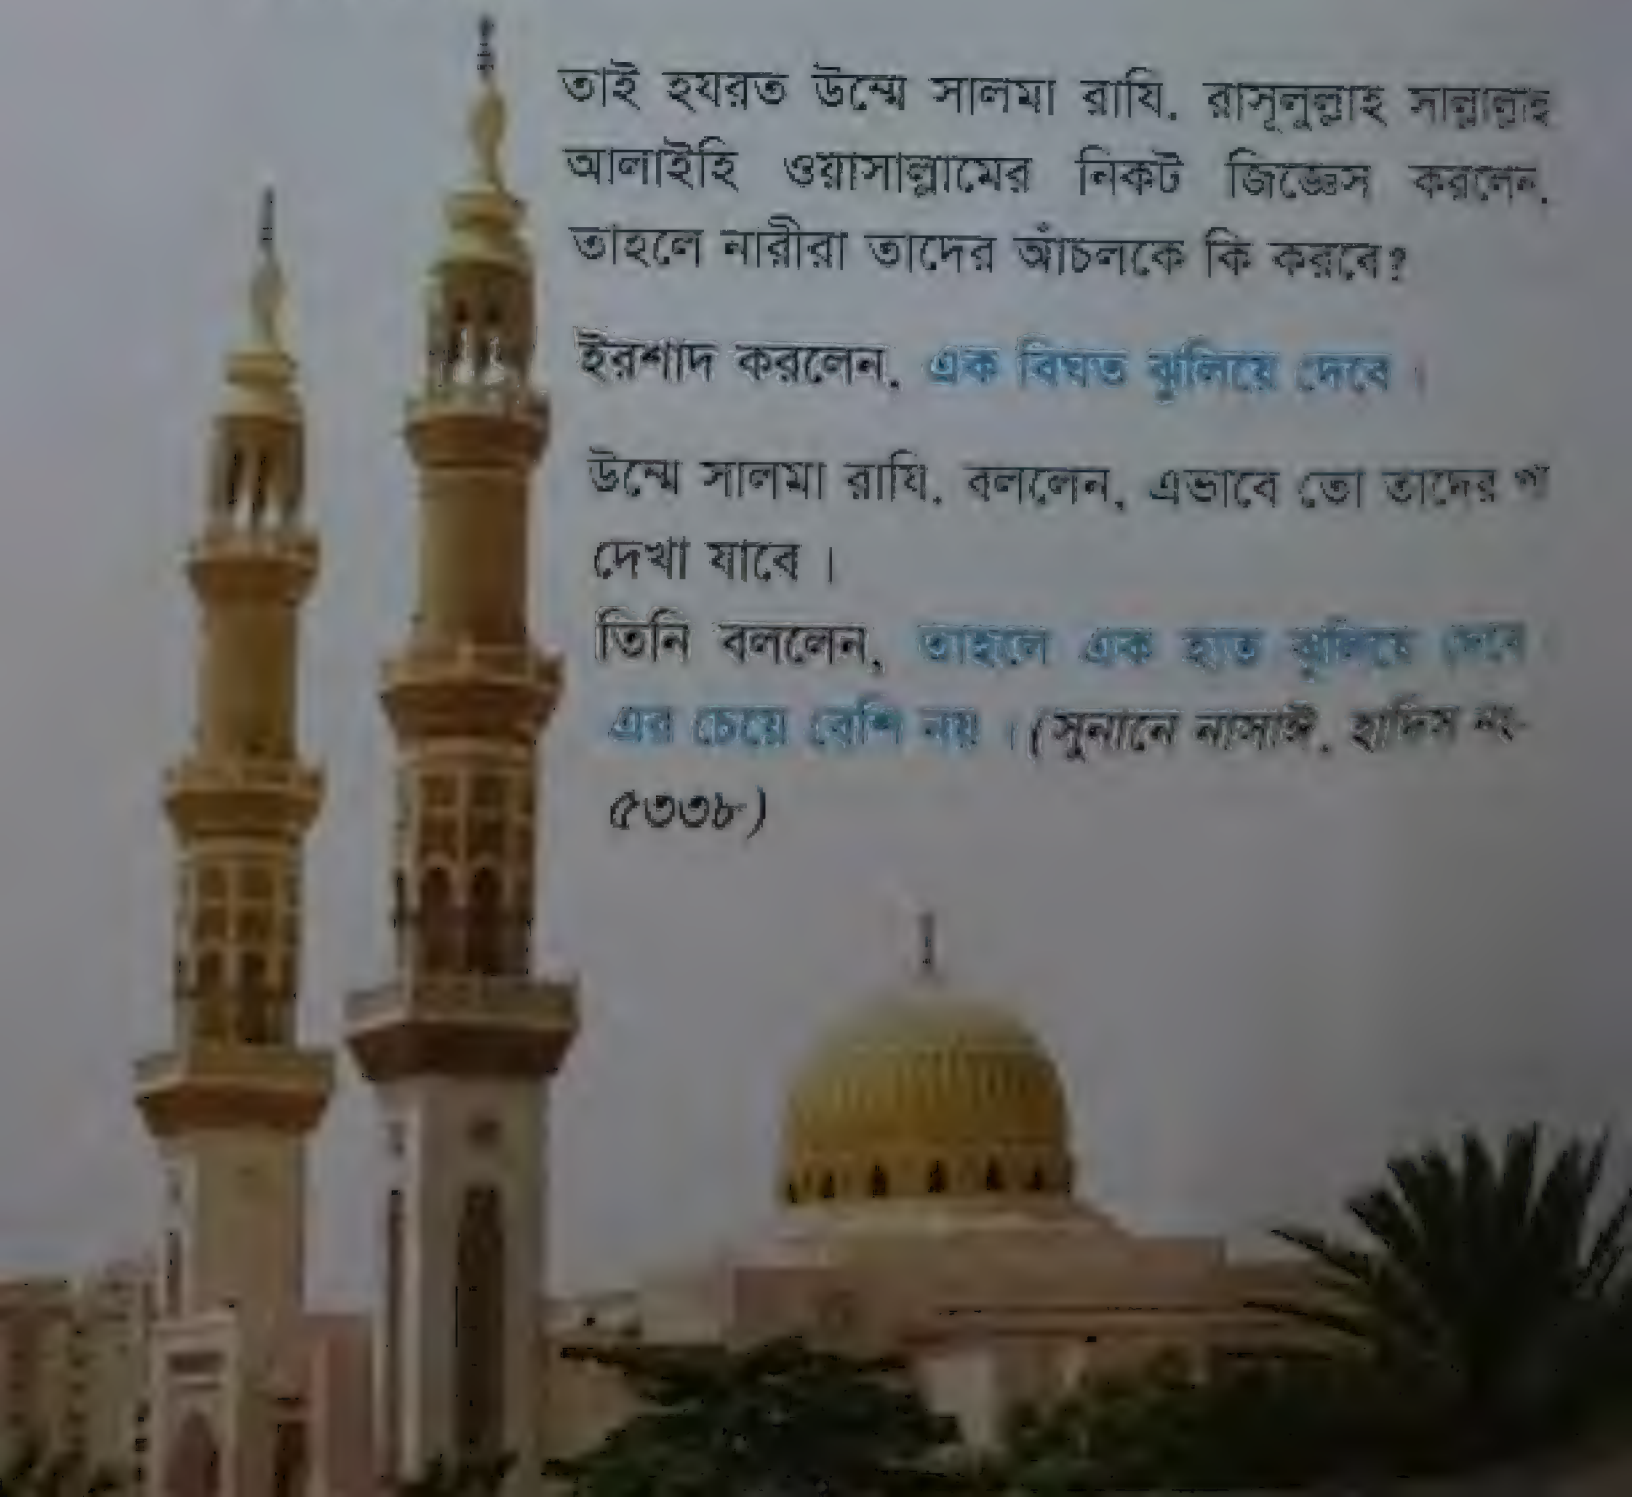 তাই হযরত উম্মে সালমা রাযি. রাসূলুল্লাহ সাল্লাল্লাহু
আলাইহি ওয়াসাল্লামের নিকট জিজ্ঞেস করলেন,
তাহলে নারীরা তাদের আঁচলকে কি করবে?
ইরশাদ করলেন, এক বিঘত ঝুলিয়ে দেবে।
উম্মে সালমা রাযি. বললেন, এভাবে তো তাদের পা
দেখা যাবে।
তিনি বললেন, তাহলে এক হাত ঝুলিয়ে দেবে
এর চেয়ে বেশি নয়। (সুনানে নাসাঈ, হাদিস নং-
৫৩৩৮)